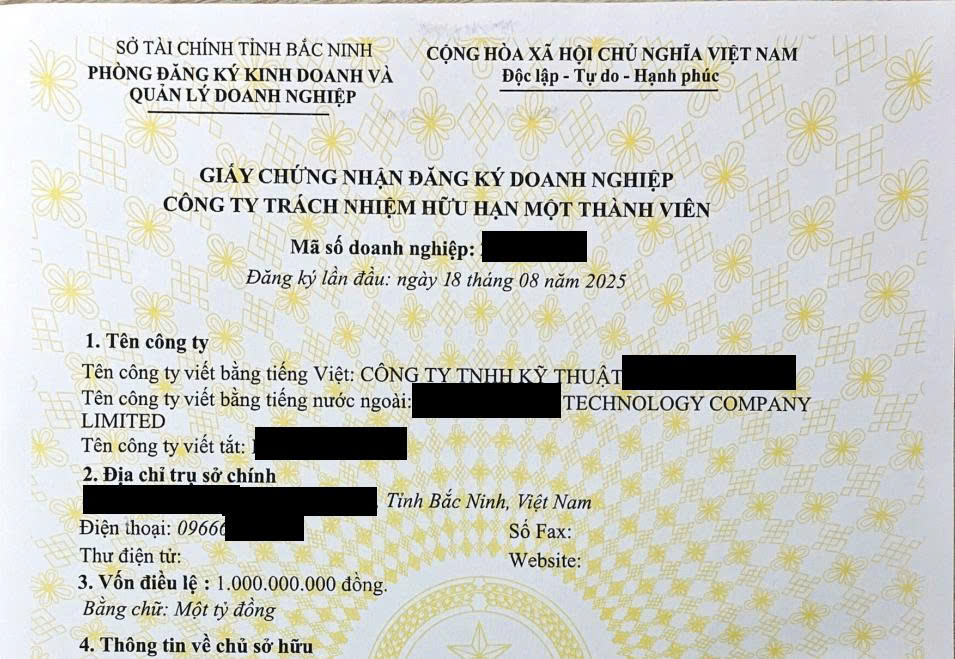 SỞ TÀI CHÍNH TỈNH BẮC NINH
PHÒNG ĐĂNG KÝ KINH DOANH VÀ
QUẢN LÝ DOANH NGHIỆP
CỘNG HÒA XÃ HỘI CHỦ NGHĨA VIỆT NAM
Độc lập - Tự do - Hạnh phúc
GIẤY CHỨNG NHẬN ĐĂNG KÝ DOANH NGHIỆP
CÔNG TY TRÁCH NHIỆM HỮU HẠN MỘT THÀNH VIÊN
Mã số doanh nghiệp:
Đăng ký lần đầu: ngày 18 tháng 08 năm 2025
1. Tên công ty
Tên công ty viết bằng tiếng Việt: CÔNG TY TNHH KỸ THUẬT
Tên công ty viết bằng tiếng nước ngoài: TECHNOLOGY COMPANY
LIMITED
Tên công ty viết tắt:
2. Địa chỉ trụ sở chính
Tỉnh Bắc Ninh, Việt Nam
Điện thoại: 09666 Số Fax:
Thư điện tử: Website:
3. Vốn điều lệ : 1.000.000.000 đồng.
Bằng chữ: Một tỷ đồng
4. Thông tin về chủ sở hữu